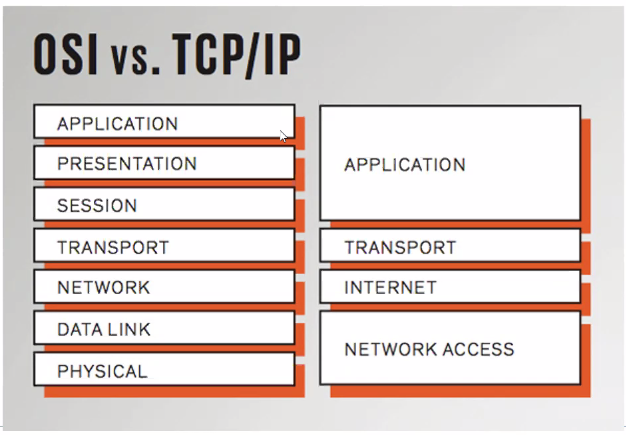 OSI vs. TCP/IP
APPLICATION
PRESENTATION
SESSION
TRANSPORT
NETWORK
DATA LINK
PHYSICAL
APPLICATION
TRANSPORT
INTERNET
NETWORK ACCESS